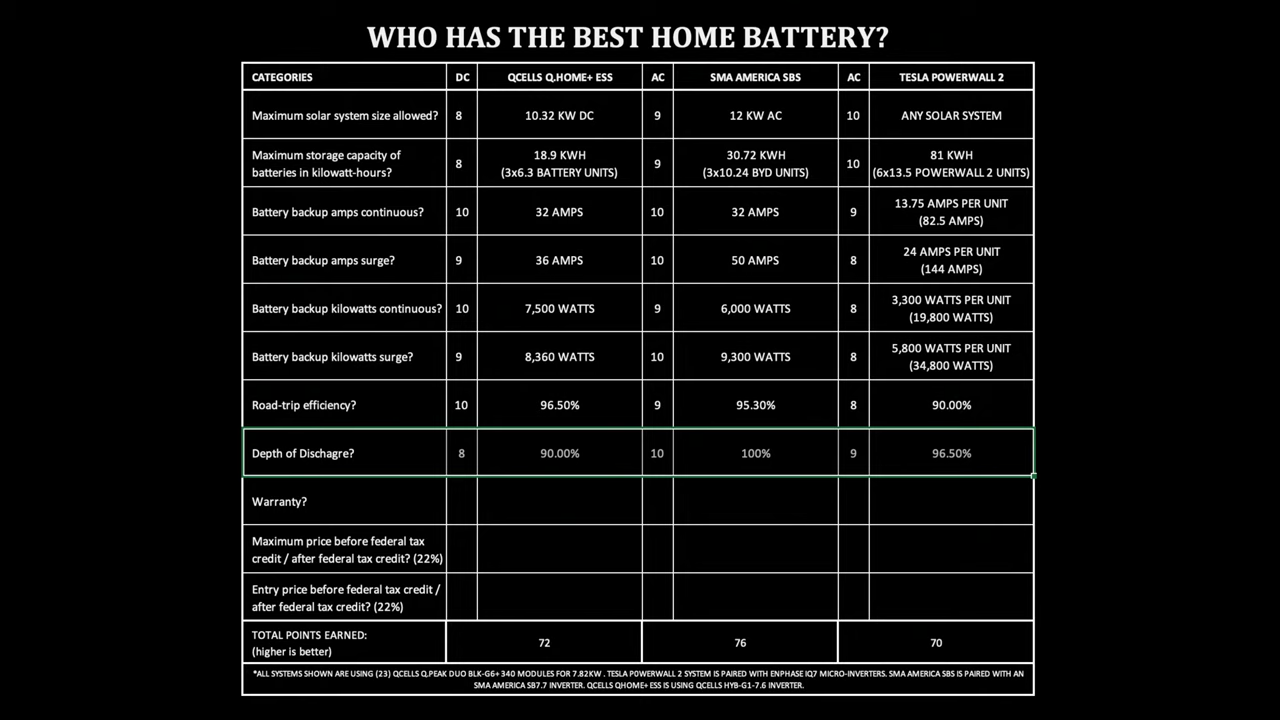 WHO HAS THE BEST HOME BATTERY?
CATEGORIES DC QCELLS Q.HOME+ ESS AC SMA AMERICA SBS AC TESLA POWERWALL 2
Maximum solar system size allowed? 8 10.32 KW DC 9 12 KW AC 10 ANY SOLAR SYSTEM
Maximum storage capacity of
batteries in kilowatt-hours? 8 18.9 KWH
(3x6.3 BATTERY UNITS) 9 30.72 KWH
(3x10.24 BYD UNITS) 10 81 KWH
(6x13.5 POWERWALL 2 UNITS)
Battery backup amps continuous? 10 32 AMPS 10 32 AMPS 9 13.75 AMPS PER UNIT
(82.5 AMPS)
Battery backup amps surge? 9 36 AMPS 10 50 AMPS 8 24 AMPS PER UNIT
(144 AMPS)
Battery backup kilowatts continuous? 10 7,500 WATTS 9 6,000 WATTS 8 3,300 WATTS PER UNIT
(19,800 WATTS)
Battery backup kilowatts surge? 9 8,360 WATTS 10 9,300 WATTS 8 5,800 WATTS PER UNIT
(34,800 WATTS)
Road-trip efficiency? 10 96.50% 9 95.30% 8 90.00%
Depth of Dischagre? 8 90.00% 10 100% 9 96.50%
Warranty?
Maximum price before federal tax
credit / after federal tax credit? (22%)
Entry price before federal tax credit /
after federal tax credit? (22%)
TOTAL POINTS EARNED:
(higher is better) 72 76 70
*ALL SYSTEMS SHOWN ARE USING (23) QCELLS Q.PEAK DUO BLK-G6+ 340 MODULES FOR 7.82KW . TESLA POWERWALL 2 SYSTEM IS PAIRED WITH ENPHASE IQ7 MICRO-INVERTERS. SMA AMERICA SBS IS PAIRED WITH AN
SMA AMERICA SB7.7 INVERTER. QCELLS QHOME+ ESS IS USING QCELLS HYB-G1-7.6 INVERTER.